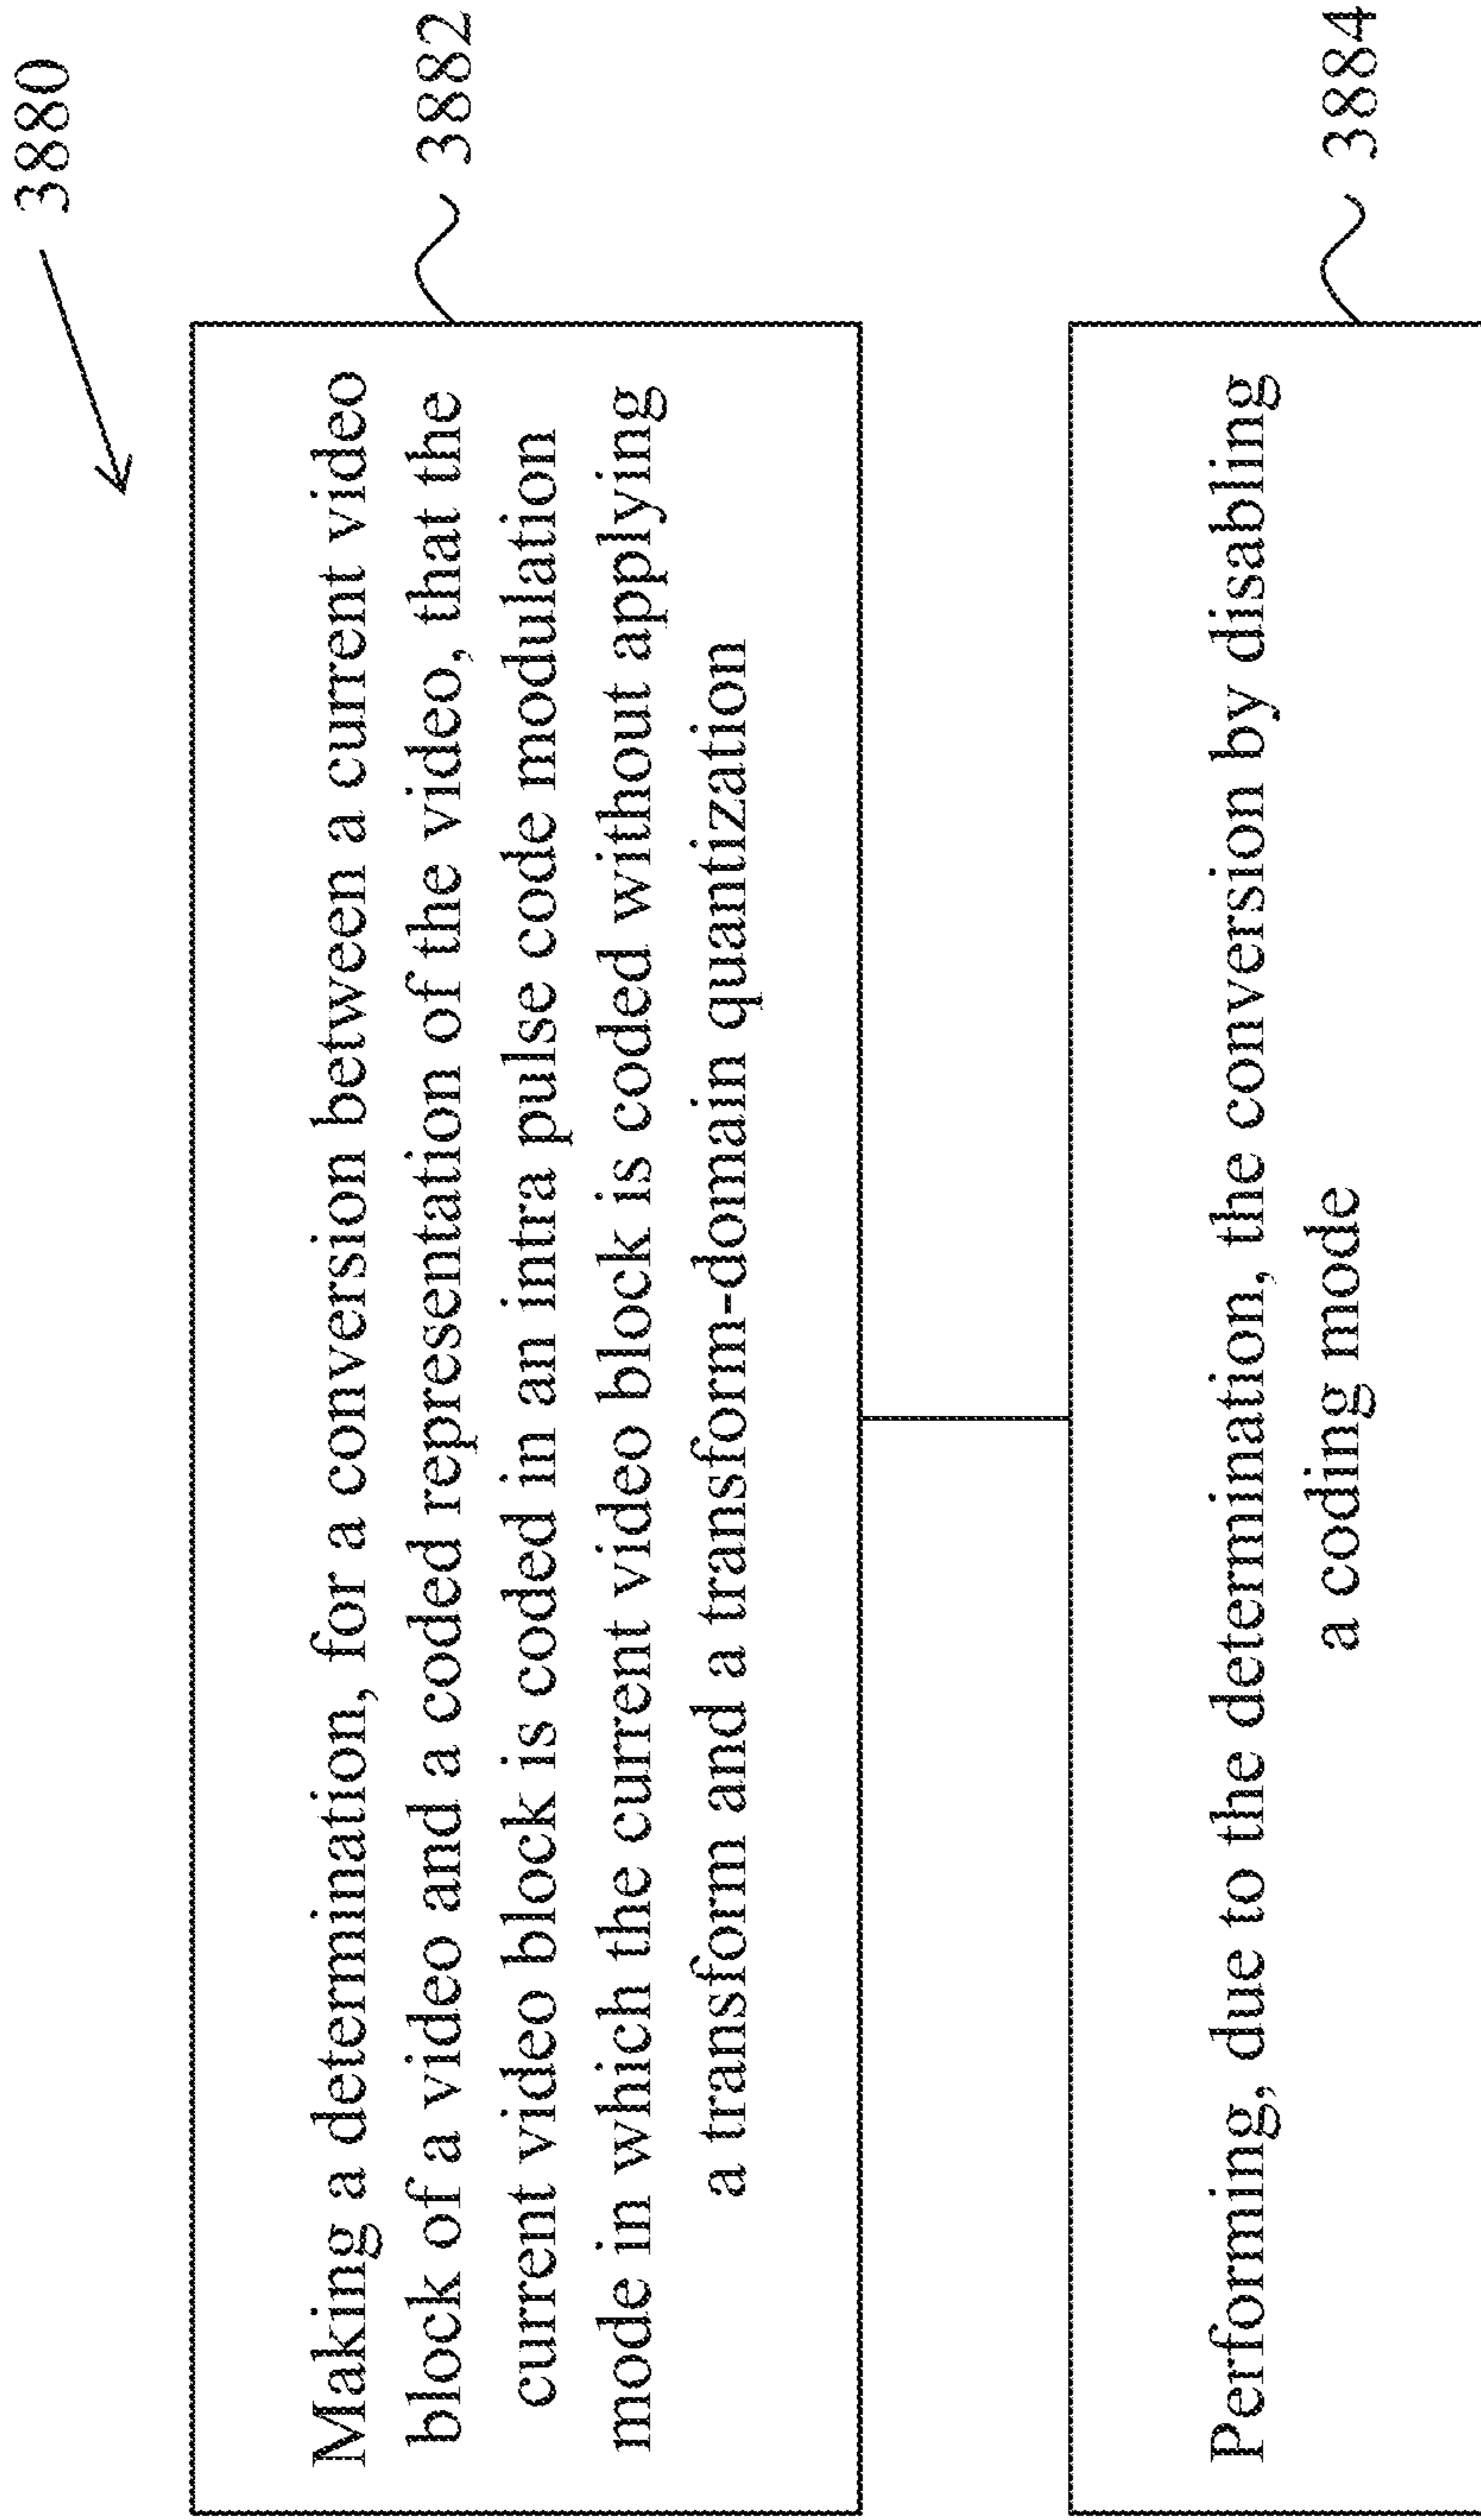 3880
Making a determination, for a conversion between a current video
block of a video and a coded representation of the video, that the
current video block is coded in an intra pulse code modulation
mode in which the current video block is coded without applying
a transform and a transform-domain quantization
3882
Performing, due to the determination, the conversion by disabling
a coding mode
3884